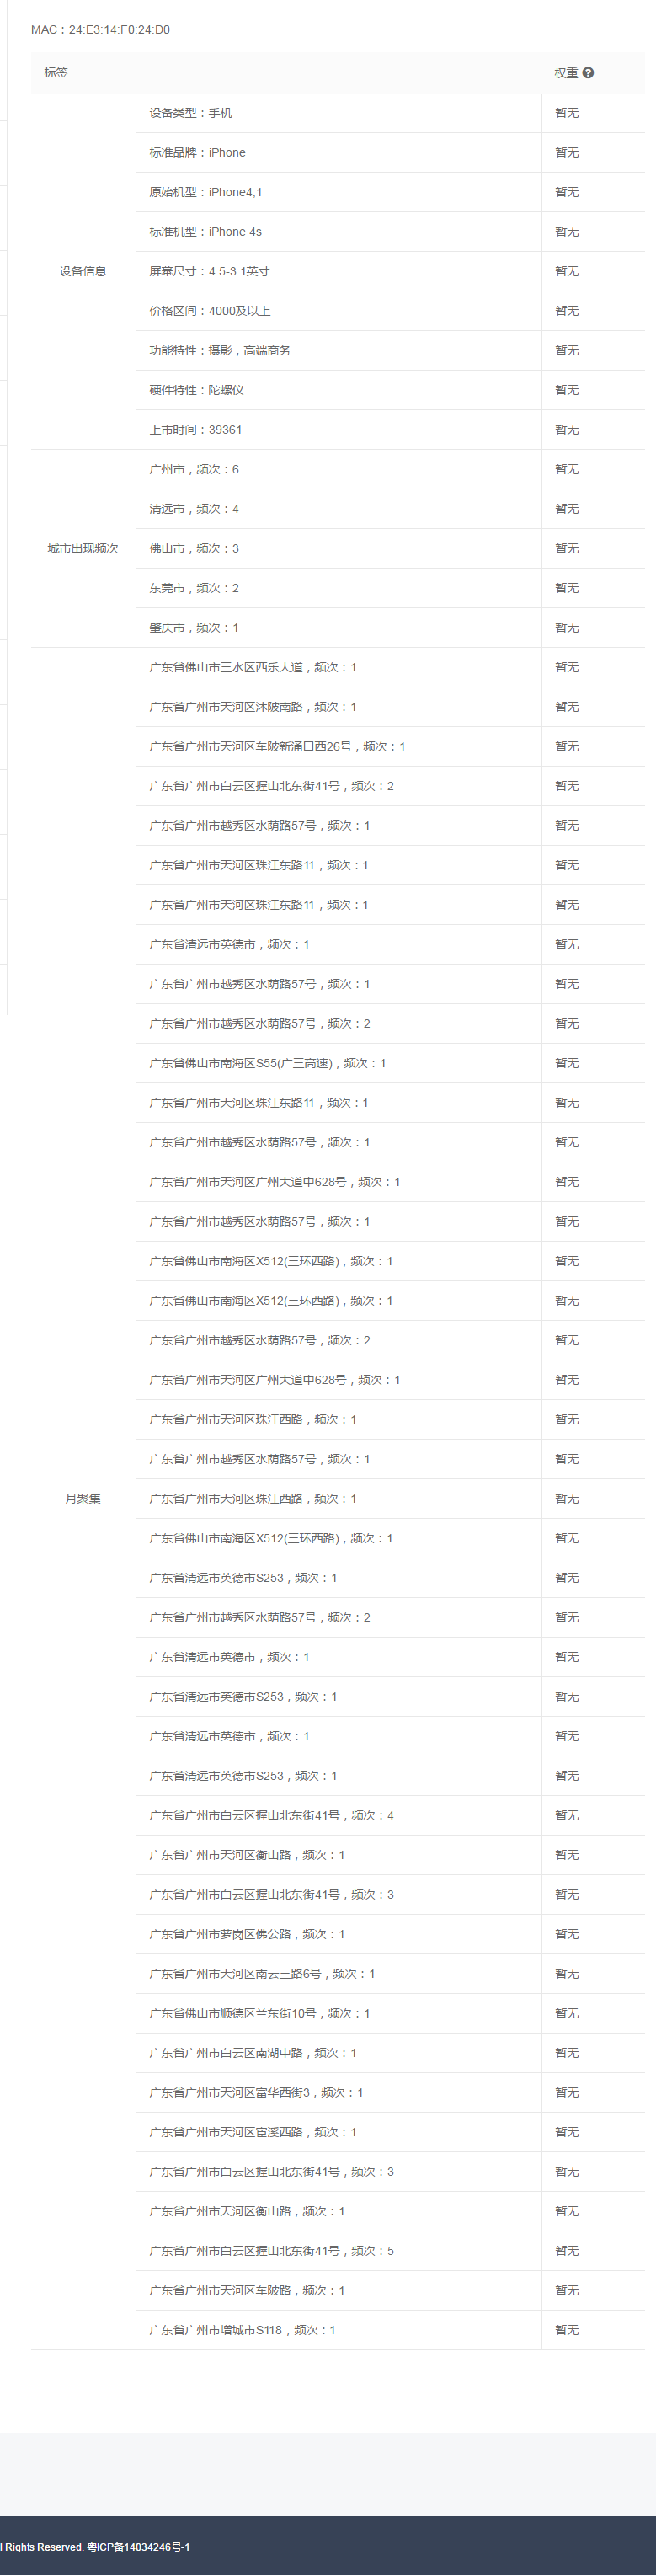 MAC：24:E3:14:F0:24:D0
标签 权重
设备类型：手机 暂无
标准品牌：iPhone 暂无
原始机型：iPhone4,1 暂无
标准机型：iPhone 4s 暂无
设备信息 屏幕尺寸：4.5-3.1英寸 暂无
价格区间：4000及以上 暂无
功能特性：摄影，高端商务 暂无
硬件特性：陀螺仪 暂无
上市时间：39361 暂无
广州市，频次：6 暂无
清远市，频次：4 暂无
城市出现频次 佛山市，频次：3 暂无
东莞市，频次：2 暂无
肇庆市，频次：1 暂无
广东省佛山市三水区西乐大道，频次：1 暂无
广东省广州市天河区沐陂南路，频次：1 暂无
广东省广州市天河区车陂新涌口西26号，频次：1 暂无
广东省广州市白云区握山北东街41号，频次：2 暂无
广东省广州市越秀区水荫路57号，频次：1 暂无
广东省广州市天河区珠江东路11，频次：1 暂无
广东省广州市天河区珠江东路11，频次：1 暂无
广东省清远市英德市，频次：1 暂无
广东省广州市越秀区水荫路57号，频次：1 暂无
广东省广州市越秀区水荫路57号，频次：2 暂无
广东省佛山市南海区S55(广三高速)，频次：1 暂无
广东省广州市天河区珠江东路11，频次：1 暂无
广东省广州市越秀区水荫路57号，频次：1 暂无
广东省广州市天河区广州大道中628号，频次：1 暂无
广东省广州市越秀区水荫路57号，频次：1 暂无
广东省佛山市南海区X512(三环西路)，频次：1 暂无
广东省佛山市南海区X512(三环西路)，频次：1 暂无
广东省广州市越秀区水荫路57号，频次：2 暂无
广东省广州市天河区广州大道中628号，频次：1 暂无
广东省广州市天河区珠江西路，频次：1 暂无
广东省广州市越秀区水荫路57号，频次：1 暂无
月聚集 广东省广州市天河区珠江西路，频次：1 暂无
广东省佛山市南海区X512(三环西路)，频次：1 暂无
广东省清远市英德市S253，频次：1 暂无
广东省广州市越秀区水荫路57号，频次：2 暂无
广东省清远市英德市，频次：1 暂无
广东省清远市英德市S253，频次：1 暂无
广东省清远市英德市，频次：1 暂无
广东省清远市英德市S253，频次：1 暂无
广东省广州市白云区握山北东街41号，频次：4 暂无
广东省广州市天河区衡山路，频次：1 暂无
广东省广州市白云区握山北东街41号，频次：3 暂无
广东省广州市萝岗区佛公路，频次：1 暂无
广东省广州市天河区南云三路6号，频次：1 暂无
广东省佛山市顺德区兰东街10号，频次：1 暂无
广东省广州市白云区南湖中路，频次：1 暂无
广东省广州市天河区富华西街3，频次：1 暂无
广东省广州市天河区宦溪西路，频次：1 暂无
广东省广州市白云区握山北东街41号，频次：3 暂无
广东省广州市天河区衡山路，频次：1 暂无
广东省广州市白云区握山北东街41号，频次：5 暂无
广东省广州市天河区车陂路，频次：1 暂无
广东省广州市增城市S118，频次：1 暂无
l Rights Reserved. 粤ICP备14034246号-1